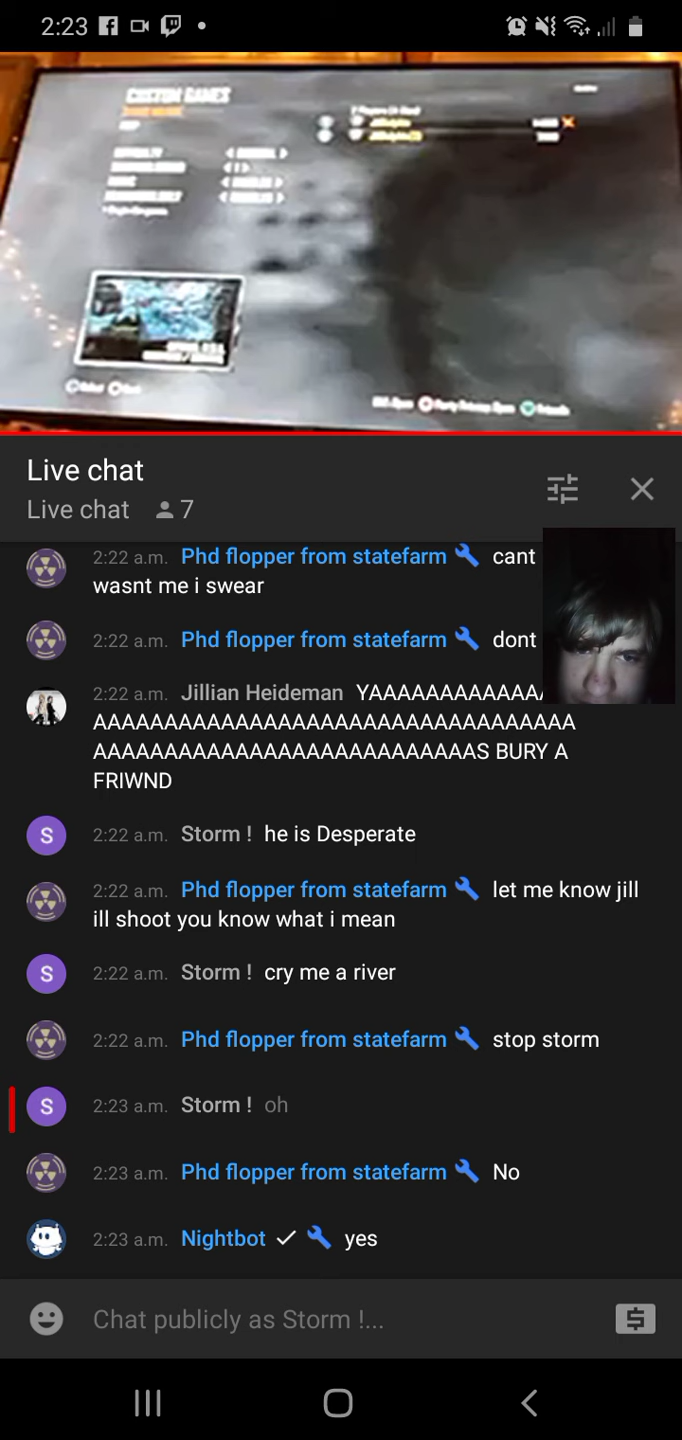 2:23
CUSTOM GAMES
Live chat
Live chat 7
2:22 a.m. Phd flopper from statefarm cant
wasnt me i swear
2:22 a.m. Phd flopper from statefarm dont
2:22 a.m. Jillian Heideman YAAAAAAAAAAAAA
AAAAAAAAAAAAAAAAAAAAAAAAAAAAAAAAAA
AAAAAAAAAAAAAAAAAAAAAAAAAAAS BURY A
FRIWND
S 2:22 a.m. Storm ! he is Desperate
2:22 a.m. Phd flopper from statefarm let me know jill
ill shoot you know what i mean
S 2:22 a.m. Storm ! cry me a river
2:22 a.m. Phd flopper from statefarm stop storm
S 2:23 a.m. Storm ! oh
2:23 a.m. Phd flopper from statefarm No
2:23 a.m. Nightbot yes
Chat publicly as Storm !...